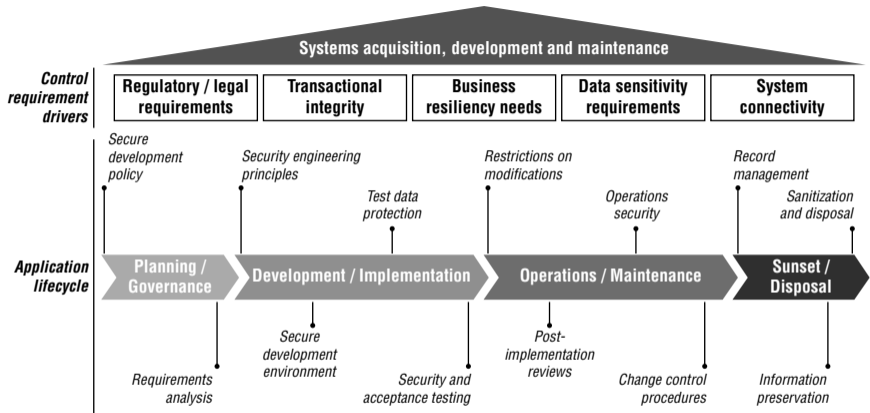 Systems acquisition, development and maintenance
Control
requirement
drivers
Regulatory / legal
requirements
Transactional
integrity
Business
resiliency needs
Data sensitivity
requirements
System
connectivity
Secure
development
policy
Security engineering
principles
Test data
protection
Restrictions on
modifications
Operations
security
Record
management
Sanitization
and disposal
Application
lifecycle
Planning /
Governance
Development / Implementation
Operations / Maintenance
Sunset /
Disposal
Requirements
analysis
Secure
development
environment
Security and
acceptance testing
Post-
implementation
reviews
Change control
procedures
Information
preservation